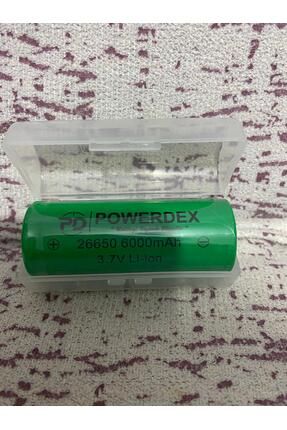 PD | POWERDEX
+ 26650 6000mAh -
3.7V Li-Ion